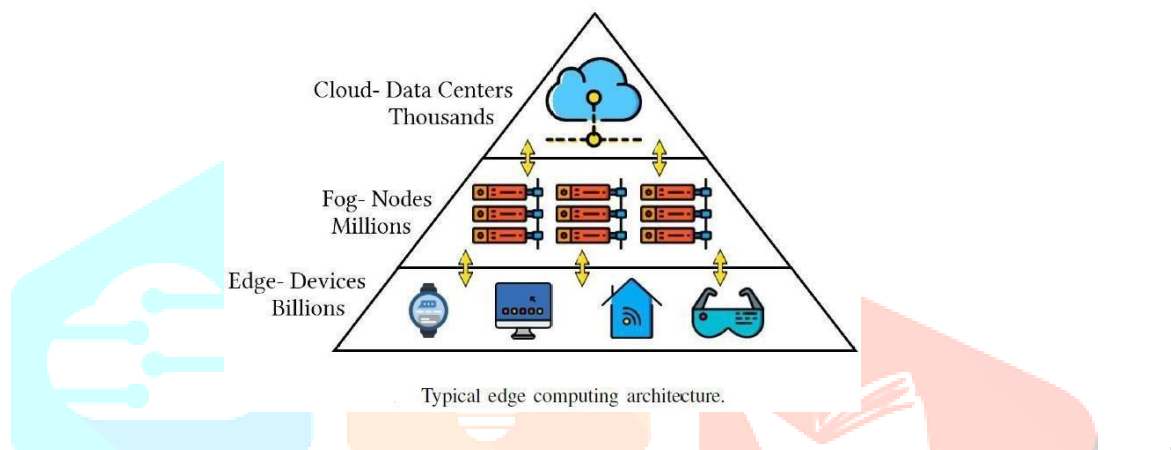 Cloud- Data Centers
Thousands
Fog- Nodes
Millions
Edge- Devices
Billions
Typical edge computing architecture.